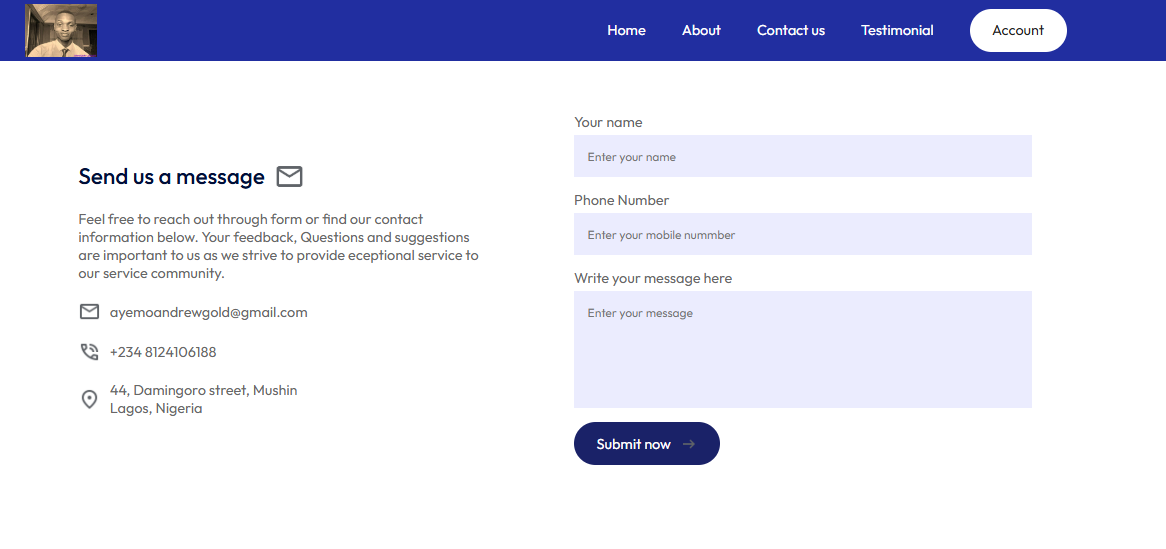 Home About Contact us Testimonial Account
Send us a message
Feel free to reach out through form or find our contact
information below. Your feedback, Questions and suggestions
are important to us as we strive to provide eceptional service to
our service community.
ayemoandrewgold@gmail.com
+234 8124106188
44, Damingoro street, Mushin
Lagos, Nigeria
Your name
Enter your name
Phone Number
Enter your mobile nummber
Write your message here
Enter your message
Submit now